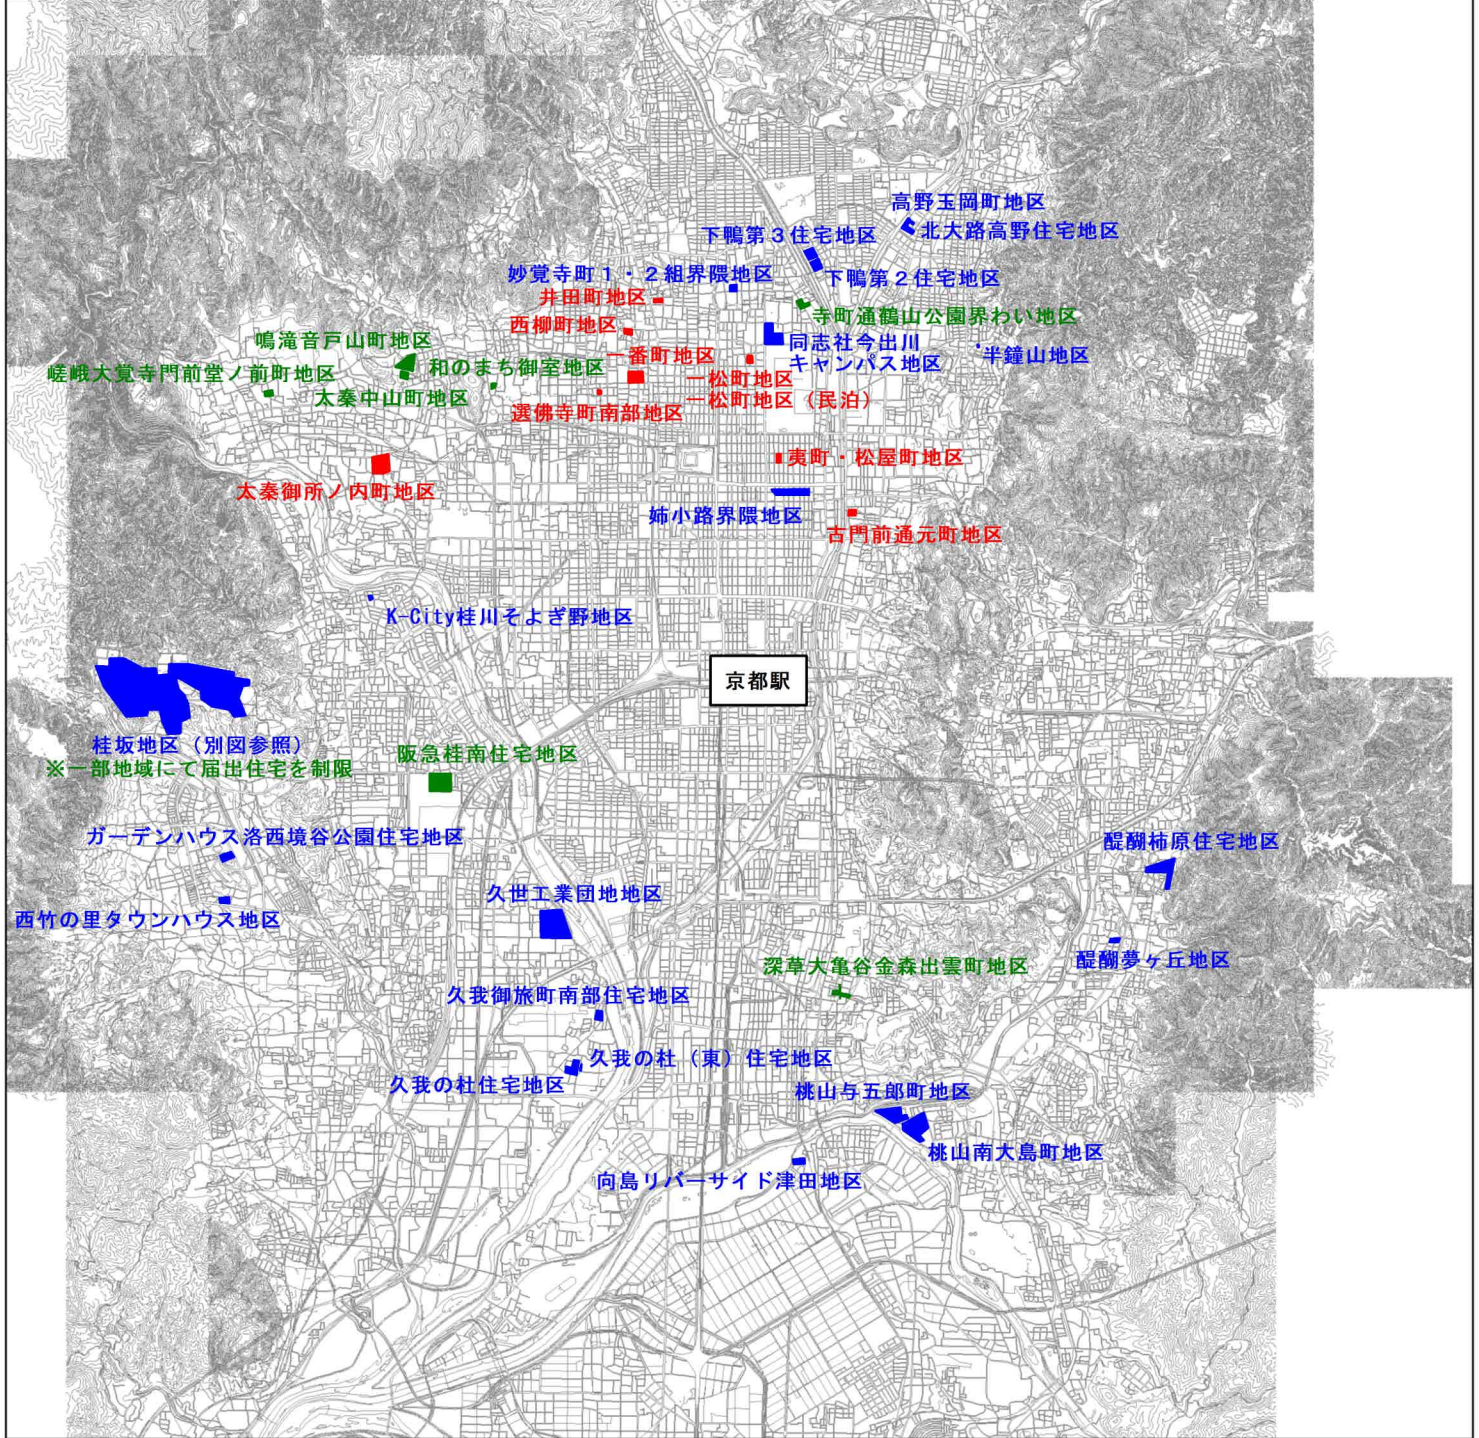 高野玉岡町地区
北大路高野住宅地区
下鴨第３住宅地区
下鴨第２住宅地区
妙覚寺町１・２組界隈地区
井田町地区
寺町通鶴山公園界わい地区
西柳町地区
鳴滝音戸山町地区
同志社今出川
キャンパス地区
半鐘山地区
一番町地区
和のまち御室地区
嵯峨大覚寺門前堂ノ前町地区
一松町地区
太秦中山町地区
一松町地区（民泊）
選佛寺町南部地区
夷町・松屋町地区
太秦御所ノ内町地区
姉小路界隈地区
古門前通元町地区
K-City桂川そよぎ野地区
京都駅
桂坂地区（別図参照）
※一部地域にて届出住宅を制限
阪急桂南住宅地区
ガーデンハウス洛西境谷公園住宅地区
醍醐柿原住宅地区
久世工業団地地区
西竹の里タウンハウス地区
醍醐夢ヶ丘地区
深草大亀谷金森出雲町地区
久我御旅町南部住宅地区
久我の杜（東）住宅地区
久我の杜住宅地区
桃山与五郎町地区
桃山南大島町地区
向島リバーサイド津田地区